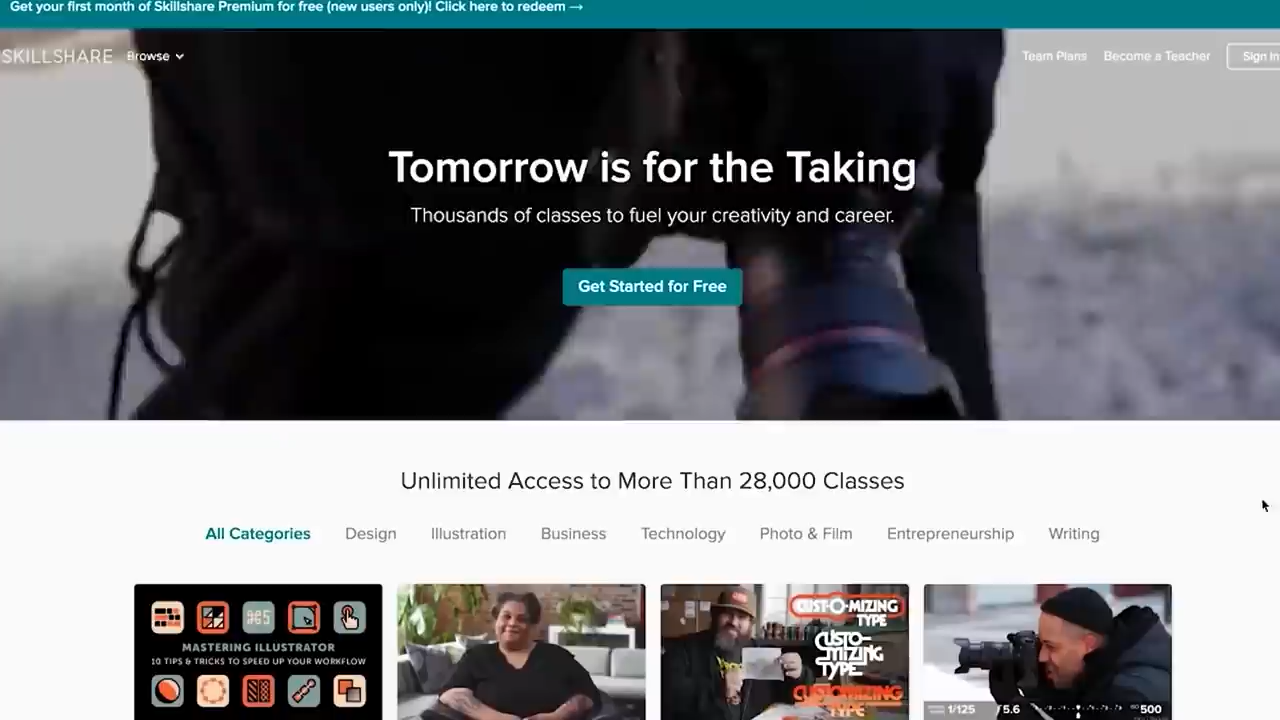 Get your first month of Skillshare Premium for free (new users only)! Click here to redeem →
SKILLSHARE Browse Team Plans Become a Teacher Sign In
Tomorrow is for the Taking
Thousands of classes to fuel your creativity and career.
Get Started for Free
Unlimited Access to More Than 28,000 Classes
All Categories Design Illustration Business Technology Photo & Film Entrepreneurship Writing
MASTERING ILLUSTRATOR
10 TIPS & TRICKS TO SPEED UP YOUR WORKFLOW
CUST-O-MIZING
TYPE
CUSTO-
MIZING
TYPE
CUSTOMIZING
TYPE
1/125 f5.6 500